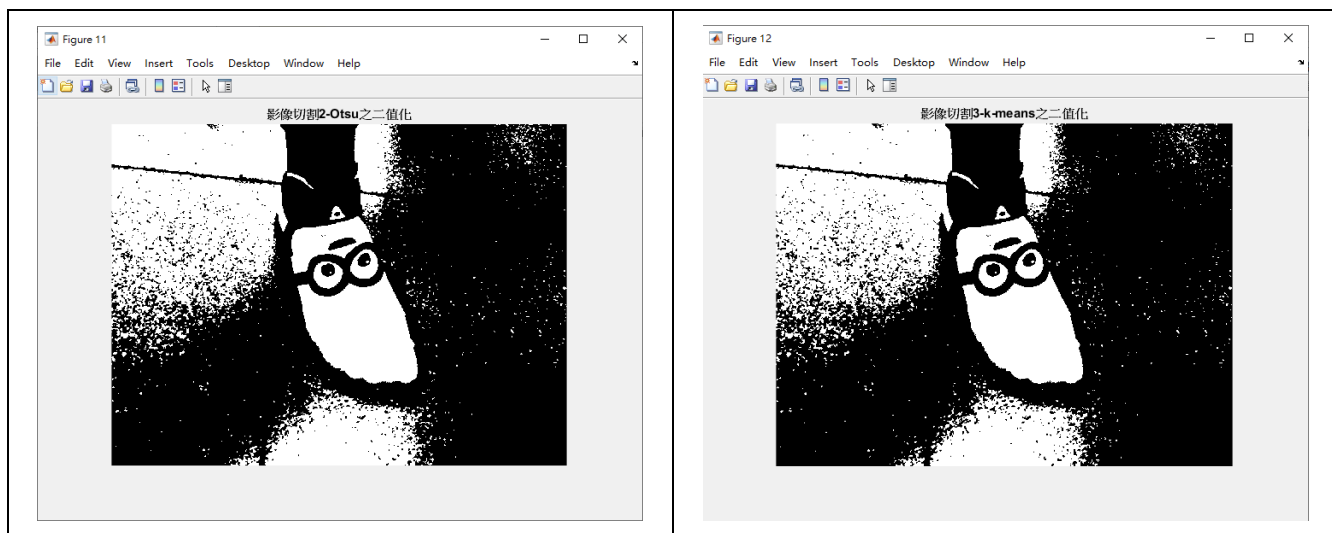 Figure 11
File Edit View Insert Tools Desktop Window Help
影像切割2-Otsu之二值化
Figure 12
File Edit View Insert Tools Desktop Window Help
影像切割3-k-means之二值化